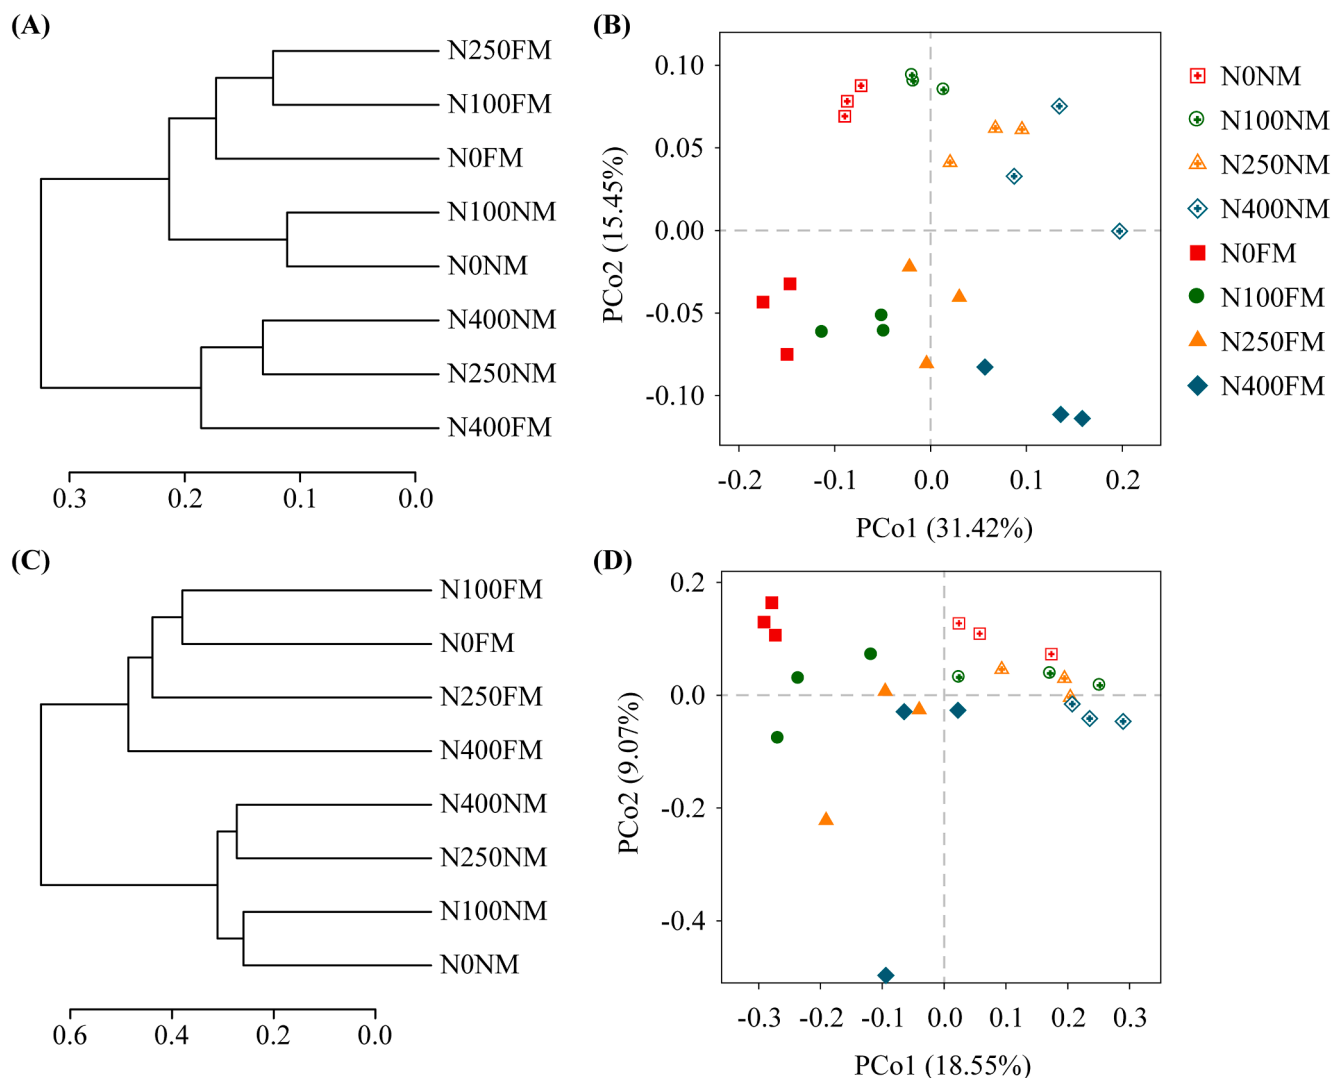 (A)
N250FM
N100FM
N0FM
N100NM
N0NM
N400NM
N250NM
N400FM
0.3 0.2 0.1 0.0
(B)
0.10
0.05
0.00
-0.05
-0.10
PCo2 (15.45%)
-0.2 -0.1 0.0 0.1 0.2
PCo1 (31.42%)
N0NM
N100NM
N250NM
N400NM
N0FM
N100FM
N250FM
N400FM
(C)
N100FM
N0FM
N250FM
N400FM
N400NM
N250NM
N100NM
N0NM
0.6 0.4 0.2 0.0
(D)
0.2
0.0
-0.2
-0.4
PCo2 (9.07%)
-0.3 -0.2 -0.1 0.0 0.1 0.2 0.3
PCo1 (18.55%)